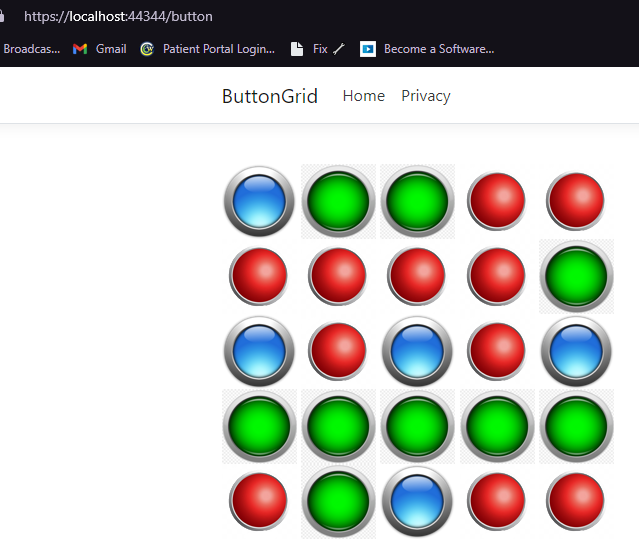 https://localhost:44344/button
Broadcas... Gmail Patient Portal Login... Fix Become a Software...
ButtonGrid Home Privacy